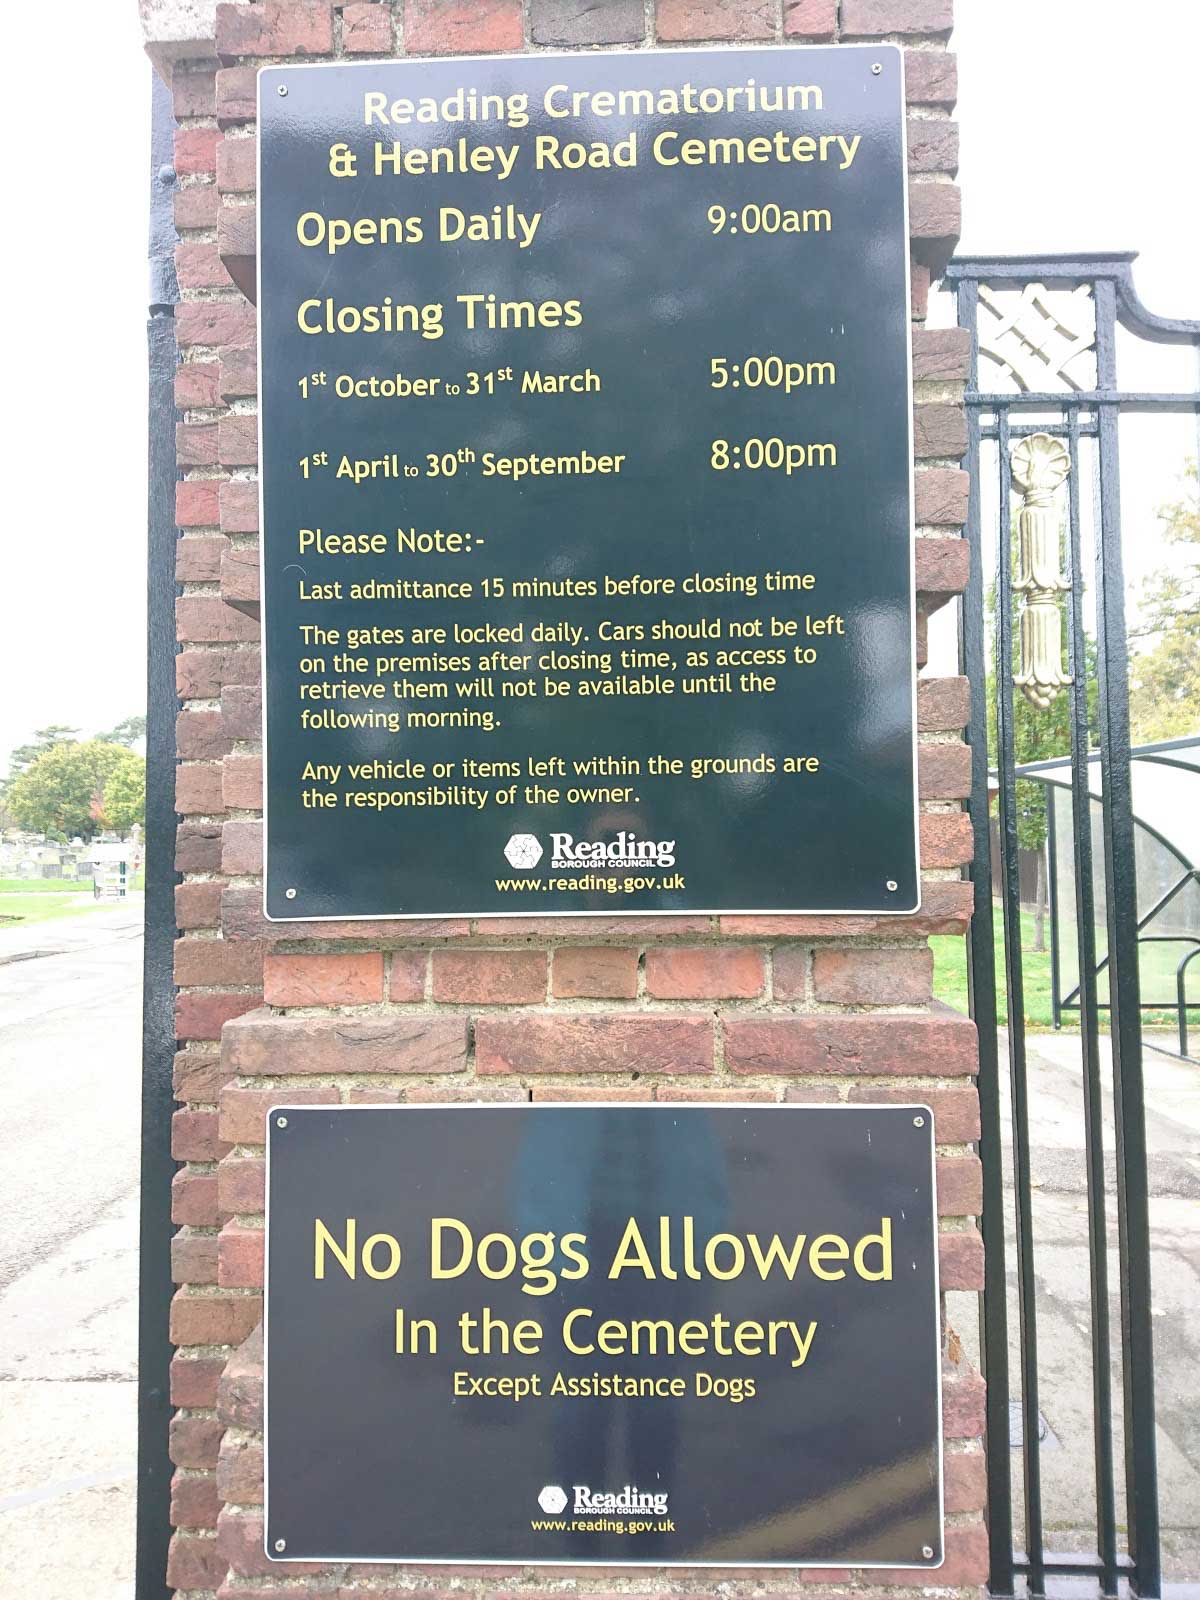 Reading Crematorium
& Henley Road Cemetery
Opens Daily 9:00am
Closing Times
1st October to 31st March 5:00pm
1st April to 30th September 8:00pm
Please Note:-
Last admittance 15 minutes before closing time
The gates are locked daily. Cars should not be left
on the premises after closing time, as access to
retrieve them will not be available until the
following morning.
Any vehicle or items left within the grounds are
the responsibility of the owner.
Reading
BOROUGH COUNCIL
www.reading.gov.uk
No Dogs Allowed
In the Cemetery
Except Assistance Dogs
Reading
BOROUGH COUNCIL
www.reading.gov.uk